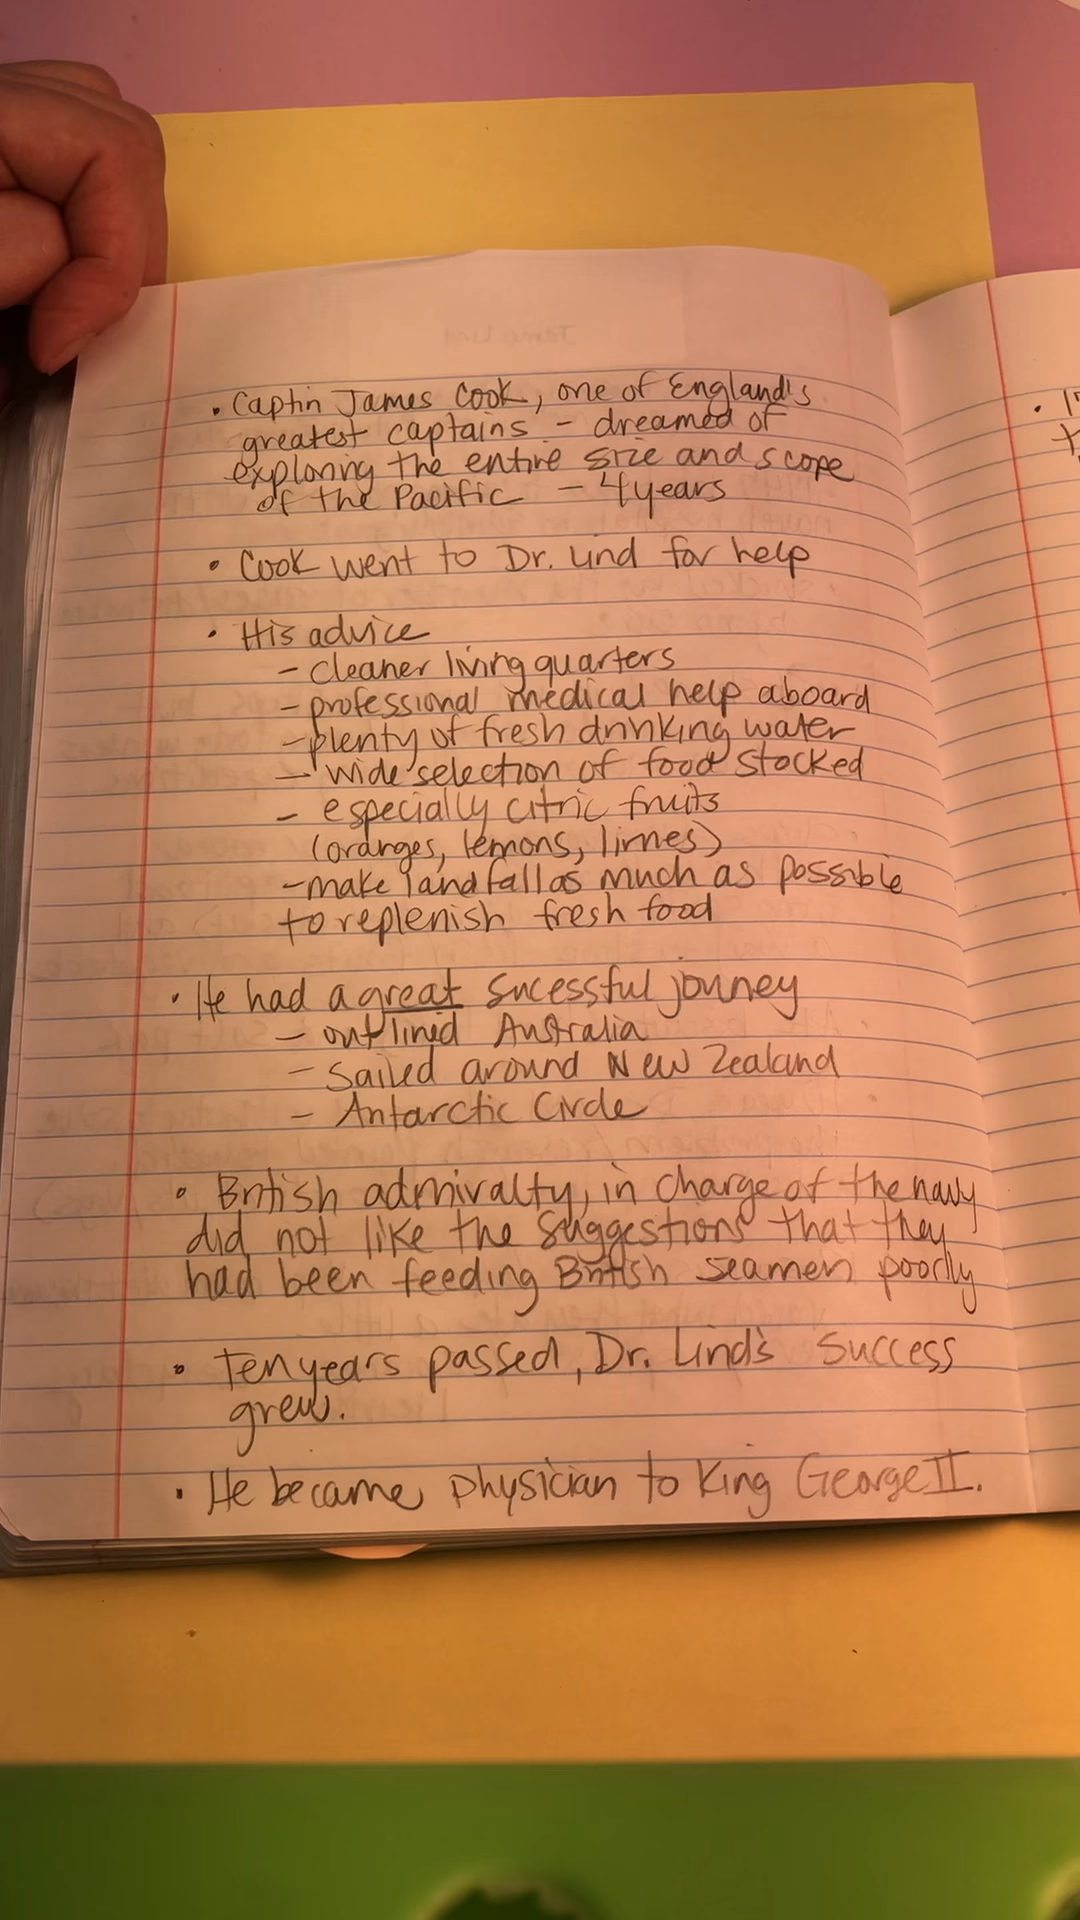 • Captin James Cook, one of England's
greatest captains - dreamed of
exploring the entire size and scope
of the Pacific - 4 years
• Cook went to Dr. Lind for help
• His advice
- cleaner living quarters
- professional medical help aboard
- plenty of fresh drinking water
- wide selection of food stocked
- especially citric fruits
(oranges, lemons, limes)
- make landfall as much as possible
to replenish fresh food
• He had a great sucessful jouney
- outlined Australia
- sailed around New Zealand
- Antarctic Circle
• British admiralty, in charge of the navy
did not like the suggestions that they
had been feeding British seamen poorly
• Ten years passed, Dr. Lind's success
grew.
• He became physician to King George II.